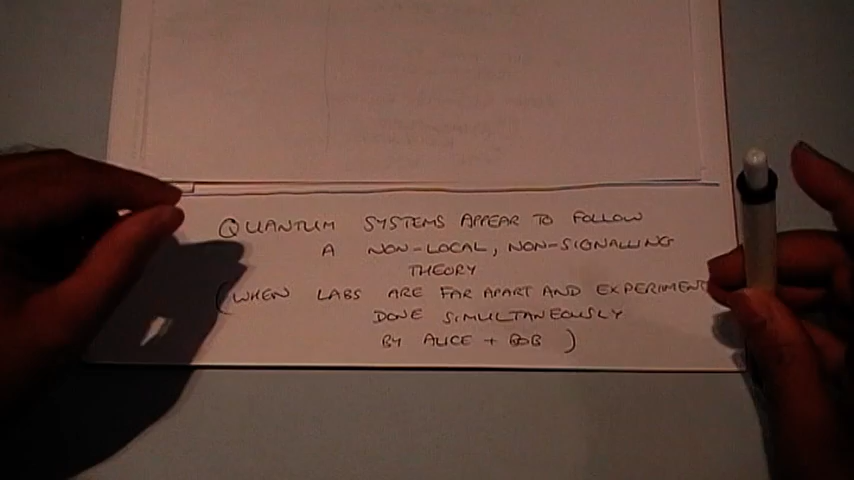 QUANTUM SYSTEMS APPEAR TO FOLLOW
A NON-LOCAL, NON-SIGNALLING
THEORY
(WHEN LABS ARE FAR APART AND EXPERIMENT
DONE SIMULTANEOUSLY
BY ALICE + BOB)